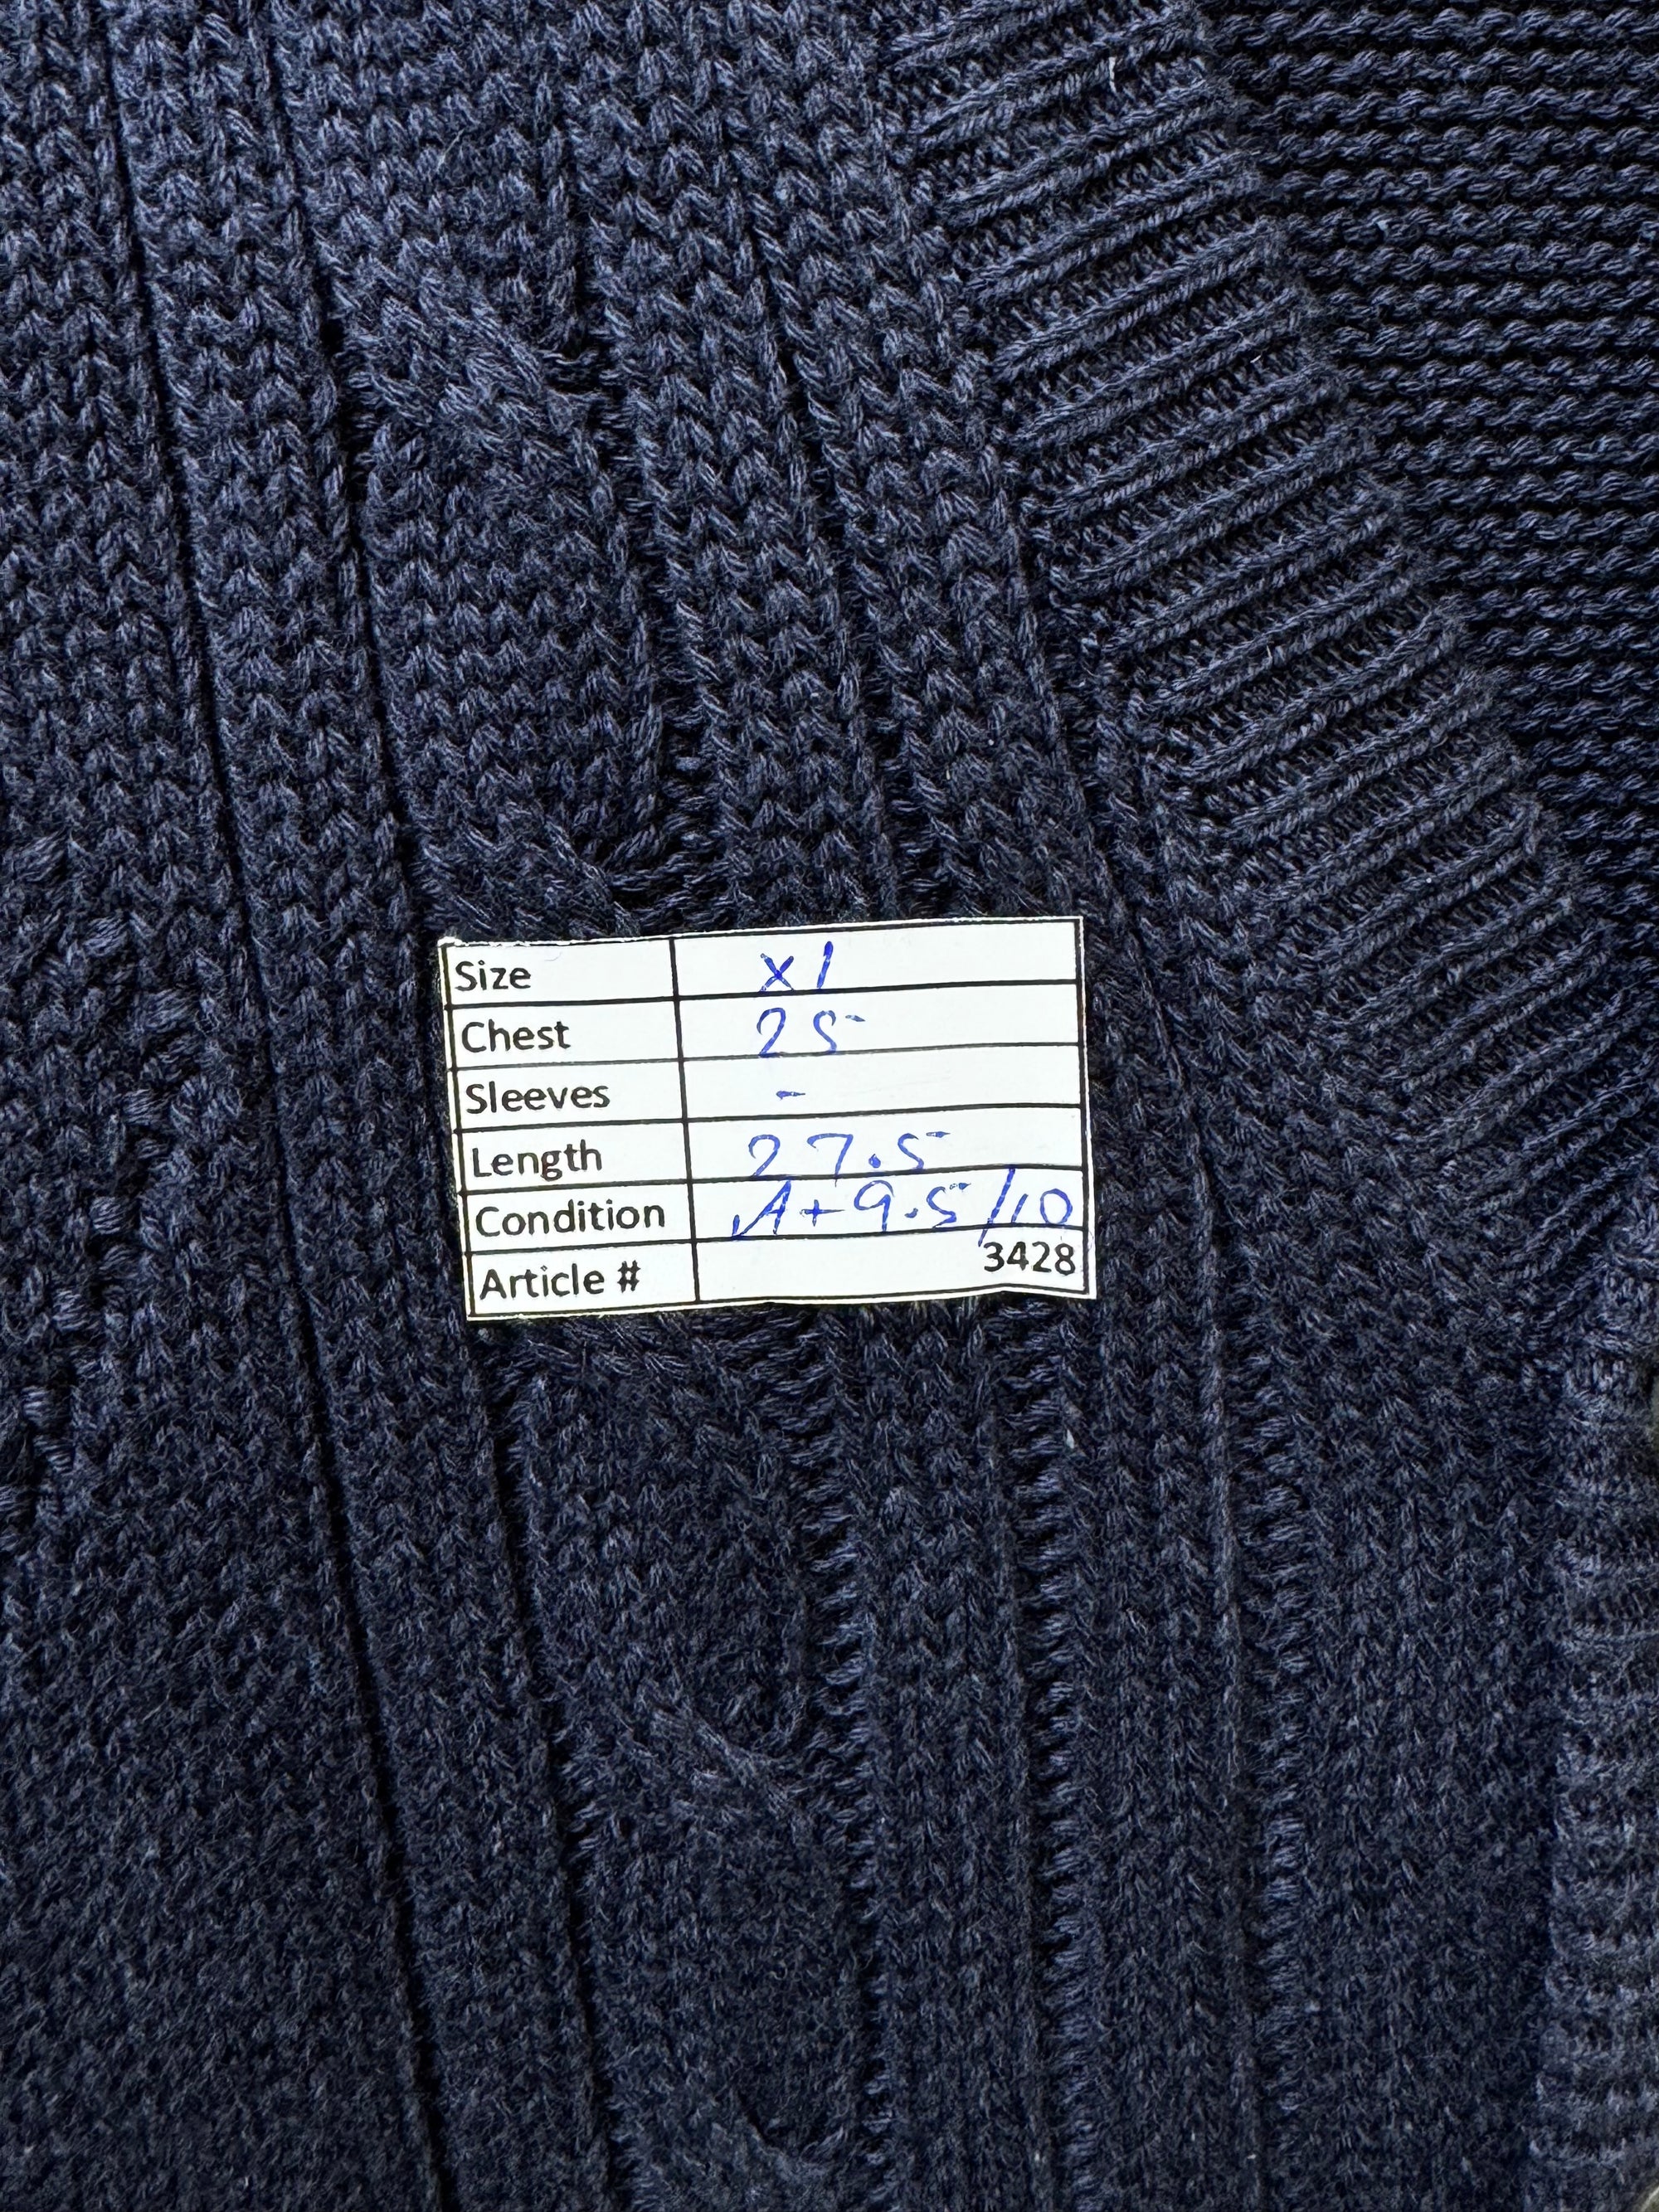 Size xl
Chest 25
Sleeves -
Length 27.5
Condition A+ 9.5/10
Article # 3428